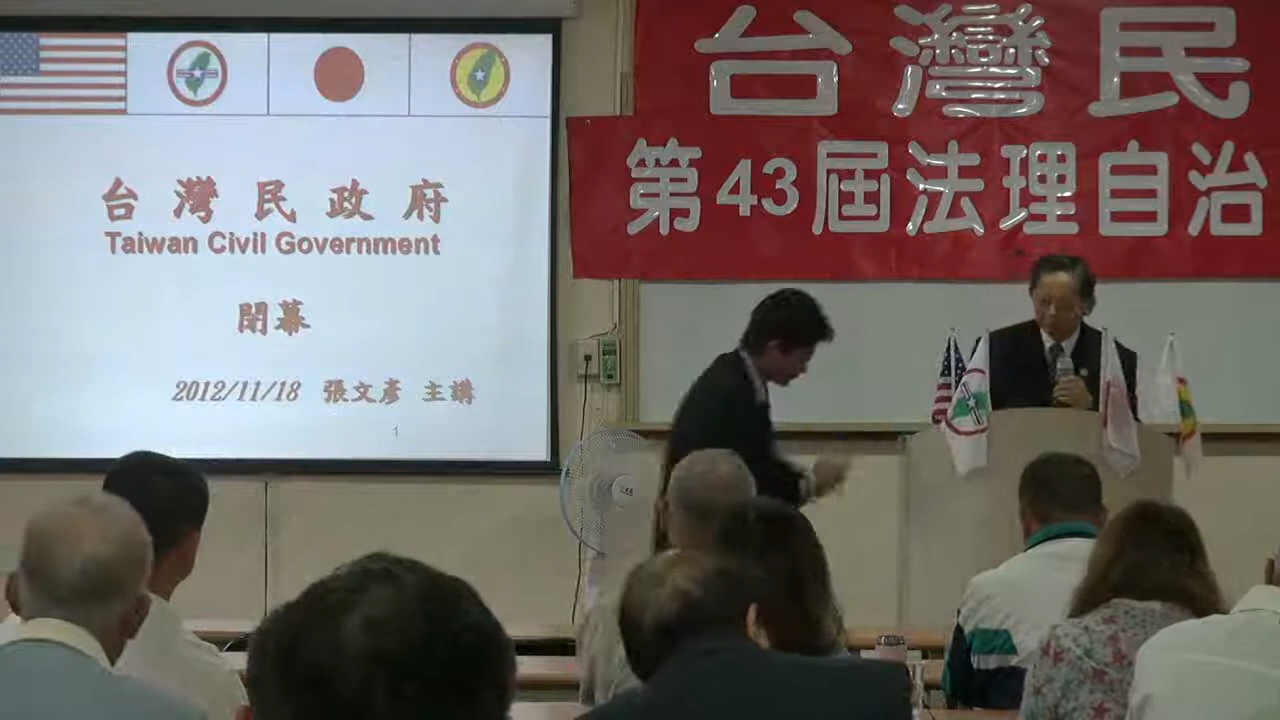 台灣民政府
Taiwan Civil Government
閉幕
2012/11/18 張文彥 主講
1
台灣民
第43屆法理自治